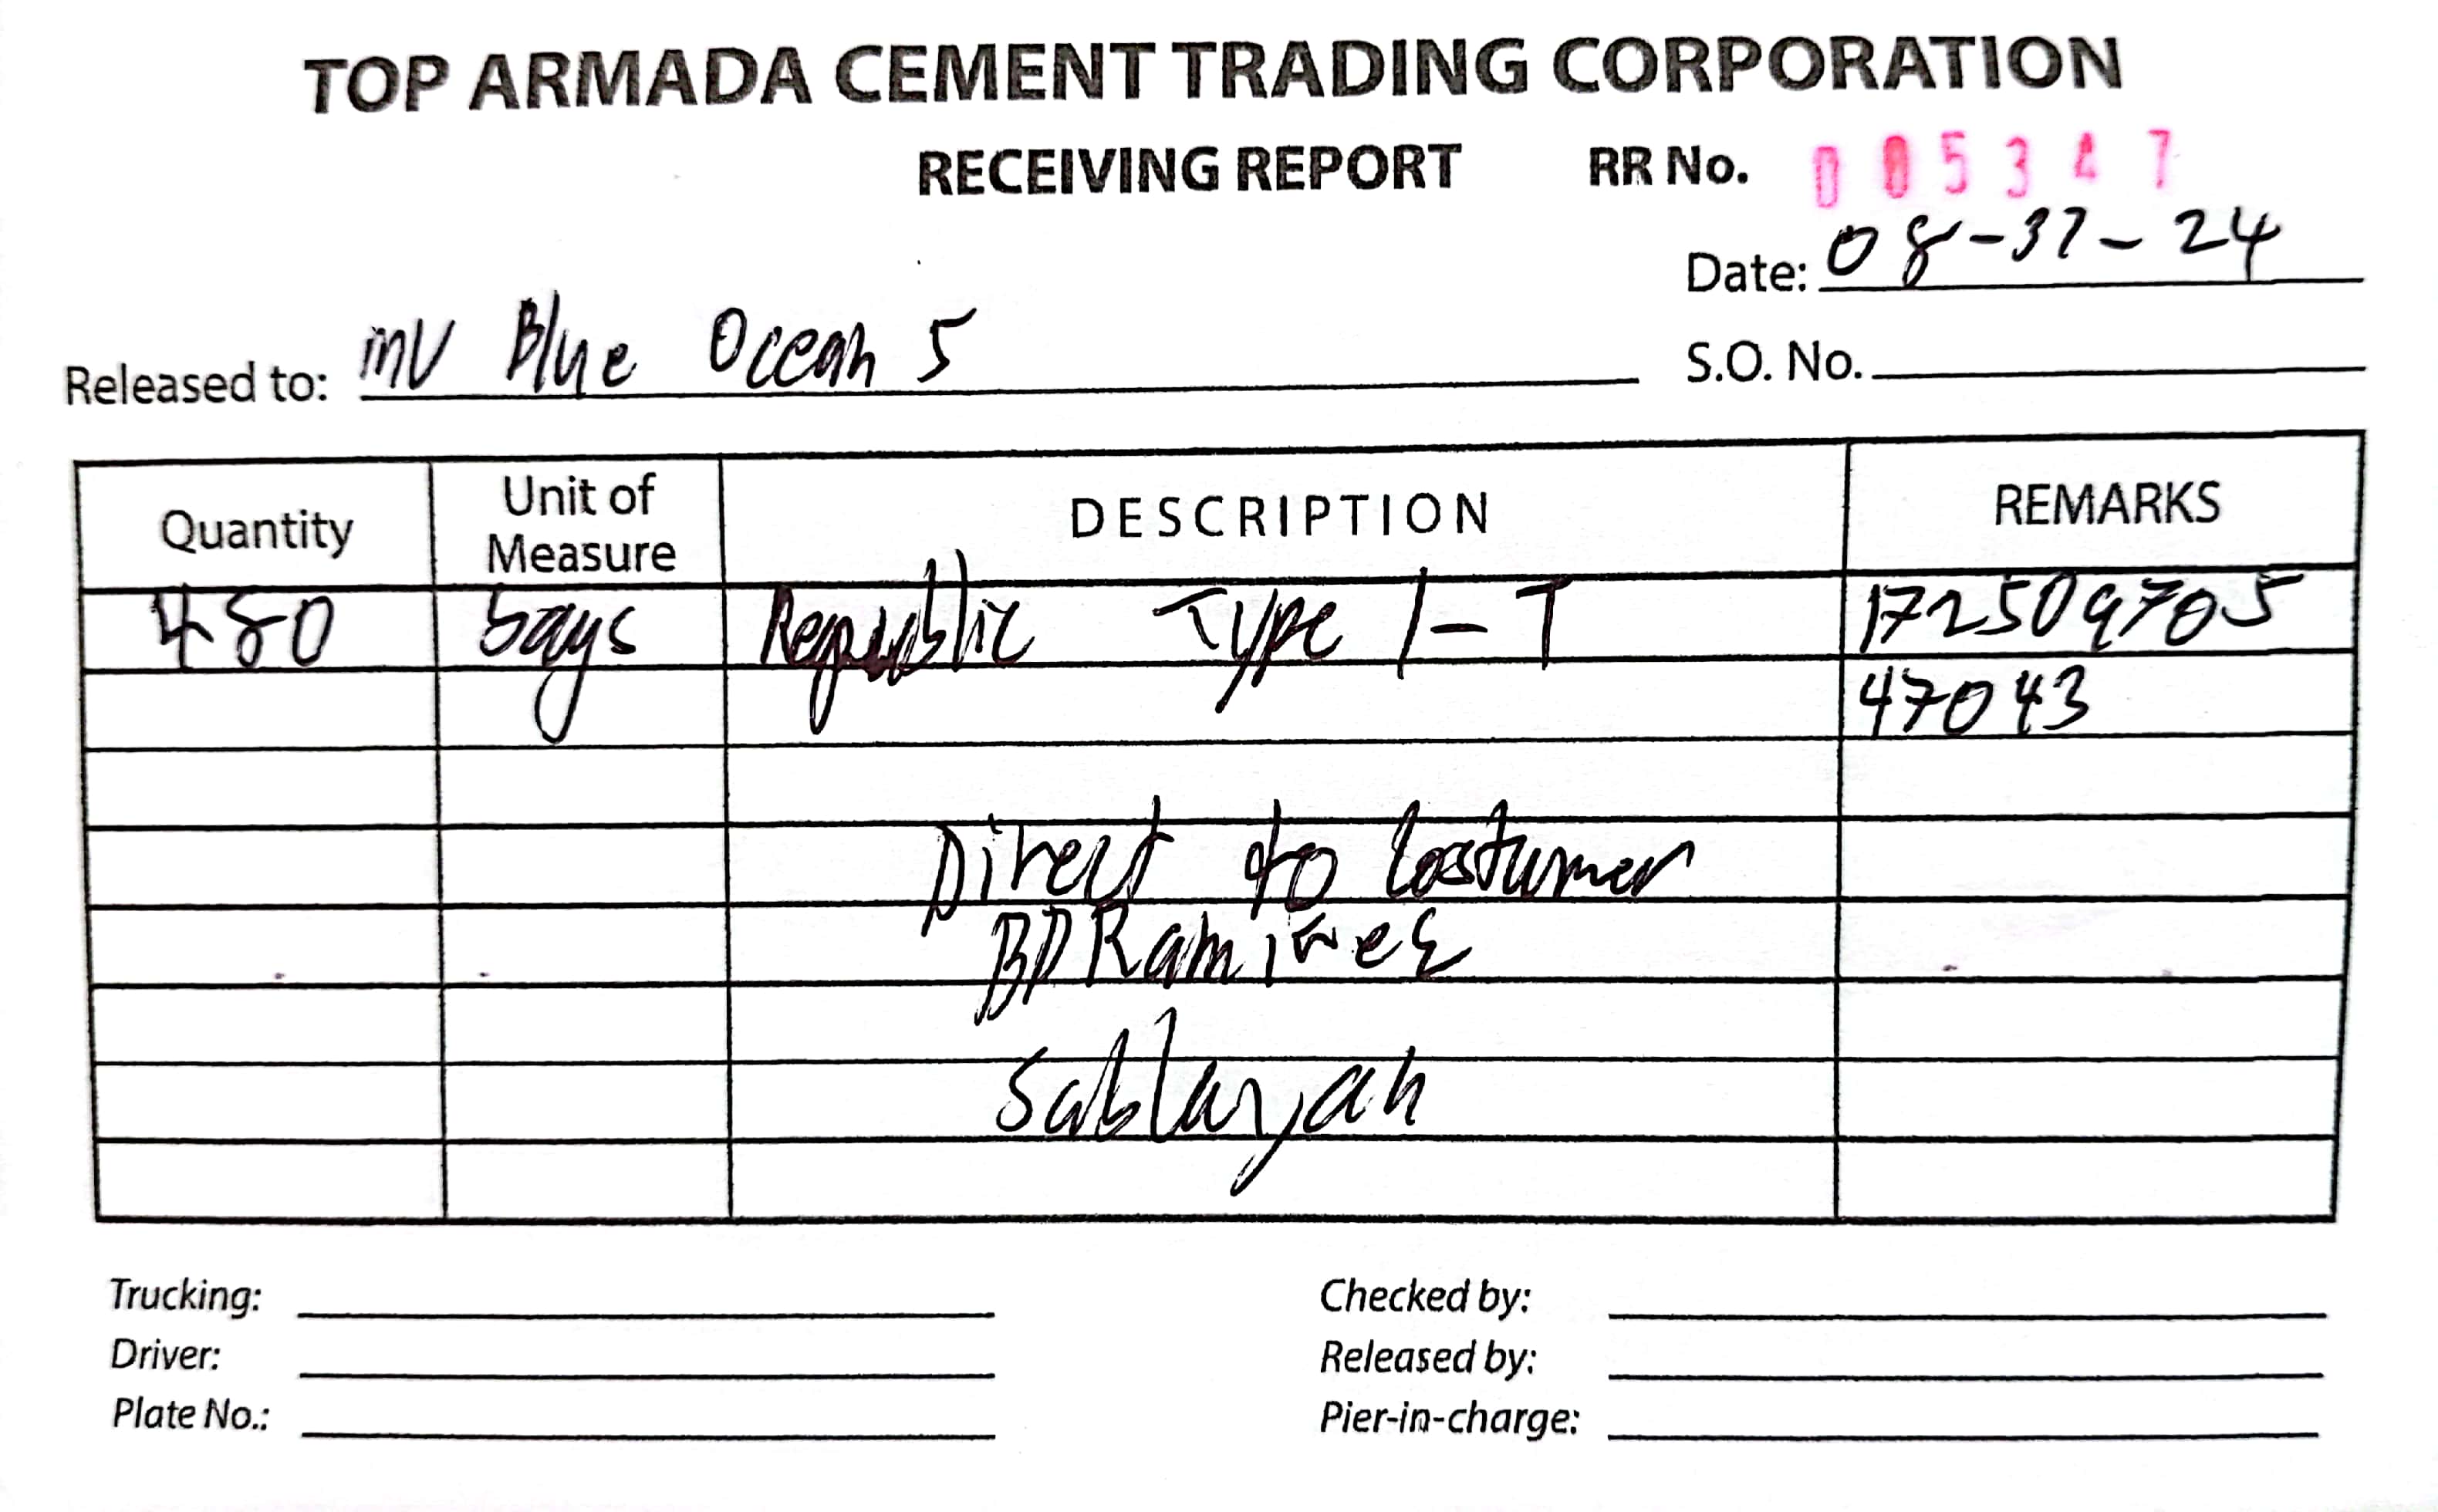 TOP ARMADA CEMENT TRADING CORPORATION
RECEIVING REPORT RR No. 005347
Date: 08-37-24
Released to: MV Blue Ocean 5
S.O. No.
Quantity Unit of Measure DESCRIPTION REMARKS
480 bags Republic Type 1-T 172509705
47043
Direct to Costumer
BD Ramirez
Sablayan
Trucking: Checked by:
Driver: Released by:
Plate No.: Pier-in-charge: